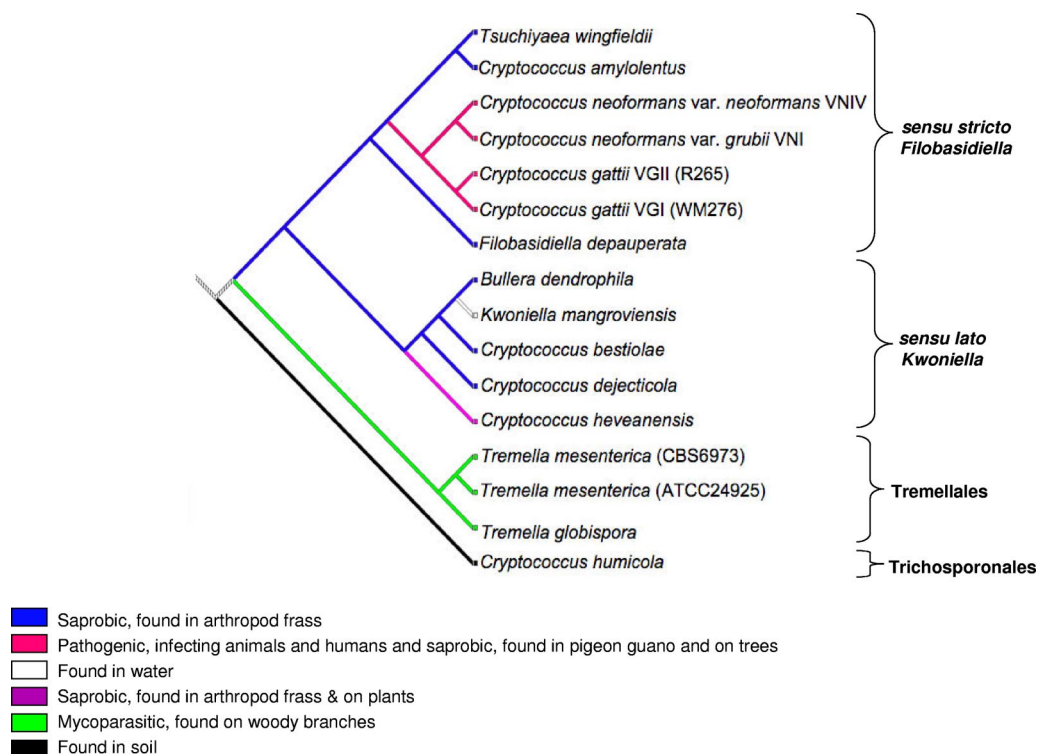 Tsuchiyaea wingfieldii
Cryptococcus amylolentus
Cryptococcus neoformans var. neoformans VNIV
Cryptococcus neoformans var. grubii VNI
Cryptococcus gattii VGII (R265)
Cryptococcus gattii VGI (WM276)
Filobasidiella depauperata
sensu stricto
Filobasidiella
Bullera dendrophila
Kwoniella mangroviensis
Cryptococcus bestiolae
Cryptococcus dejecticola
Cryptococcus heveanensis
sensu lato
Kwoniella
Tremella mesenterica (CBS6973)
Tremella mesenterica (ATCC24925)
Tremella globispora
Tremellales
Cryptococcus humicola
Trichosporonales
Saprobic, found in arthropod frass
Pathogenic, infecting animals and humans and saprobic, found in pigeon guano and on trees
Found in water
Saprobic, found in arthropod frass & on plants
Mycoparasitic, found on woody branches
Found in soil